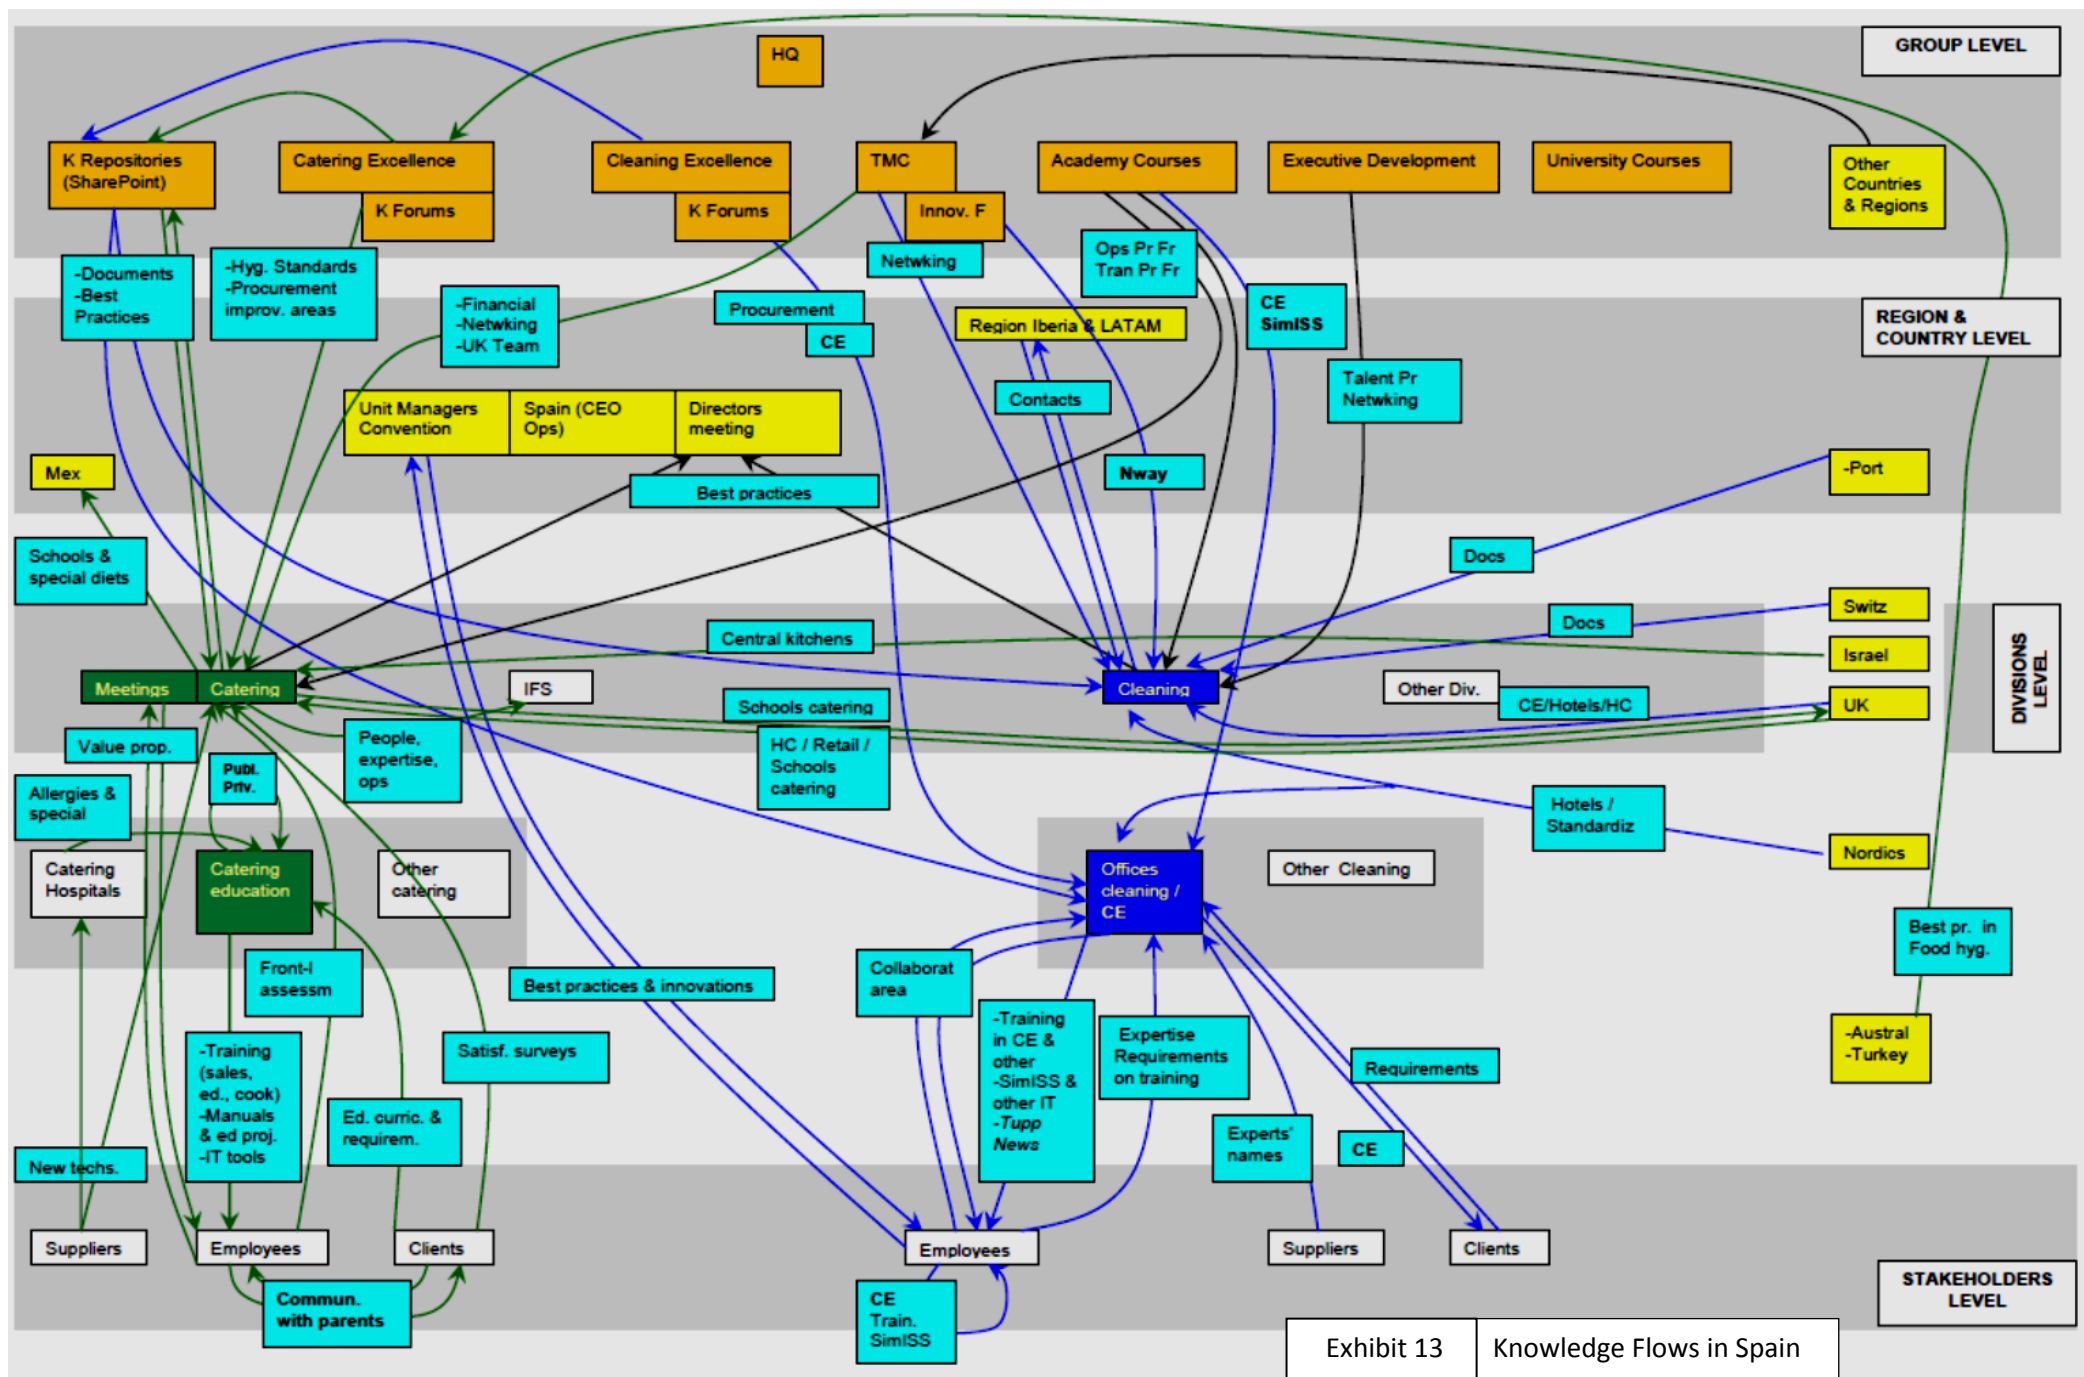 HQ
GROUP LEVEL
K Repositories
(SharePoint)
Catering Excellence
K Forums
Cleaning Excellence
K Forums
TMC
Innov. F
Academy Courses
Executive Development
University Courses
Other
Countries
& Regions
-Documents
-Best
Practices
-Hyg. Standards
-Procurement
improv. areas
-Financial
-Netwking
-UK Team
Procurement
CE
Netwking
Ops Pr Fr
Tran Pr Fr
CE
SimISS
Region Iberia & LATAM
REGION &
COUNTRY LEVEL
Talent Pr
Netwking
Contacts
Unit Managers
Convention
Spain (CEO
Ops)
Directors
meeting
Mex
Best practices
Nway
-Port
Schools &
special diets
Docs
Central kitchens
Docs
Switz
Israel
DIVISIONS
LEVEL
Meetings
Catering
IFS
Cleaning
Other Div.
CE/Hotels/HC
UK
Schools catering
Value prop.
People,
expertise,
ops
HC / Retail /
Schools
catering
Publ.
Priv.
Allergies &
special
Hotels /
Standardiz
Nordics
Catering
Hospitals
Catering
education
Other
catering
Offices
cleaning /
CE
Other Cleaning
Best pr. in
Food hyg.
Front-l
assessm
Best practices & innovations
Collaborat
area
-Training
in CE &
other
-SimISS &
other IT
-Tupp
News
Expertise
Requirements
on training
-Training
(sales,
ed., cook)
-Manuals
& ed proj.
-IT tools
Satisf. surveys
Requirements
-Austral
-Turkey
Ed. curric. &
requirem.
Experts'
names
CE
New techs.
Suppliers
Employees
Clients
Employees
Suppliers
Clients
Commun.
with parents
CE
Train.
SimISS
STAKEHOLDERS
LEVEL
Exhibit 13
Knowledge Flows in Spain